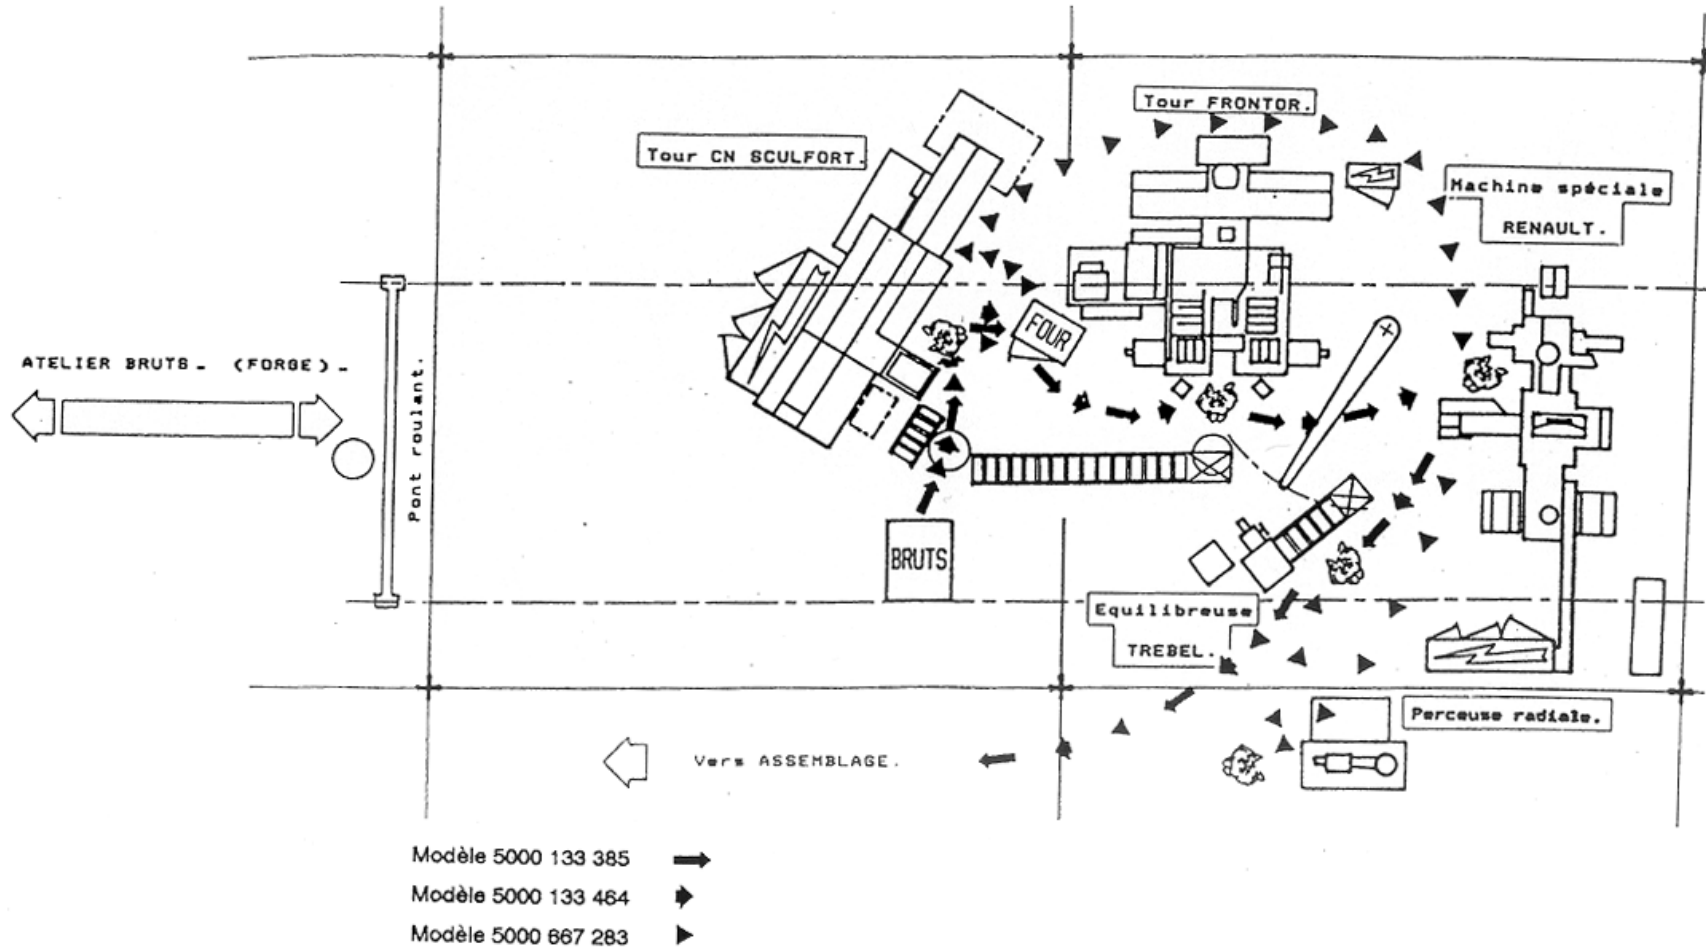 Tour FRONTOR.
Tour CN SCULFORT.
Machine spéciale
RENAULT.
FOUR
ATELIER BRUTS. (FORGE).
Pont roulant.
BRUTS
Equilibreuse
TREBEL.
Perceuse radiale.
Vers ASSEMBLAGE.
Modèle 5000 133 385
Modèle 5000 133 464
Modèle 5000 667 283